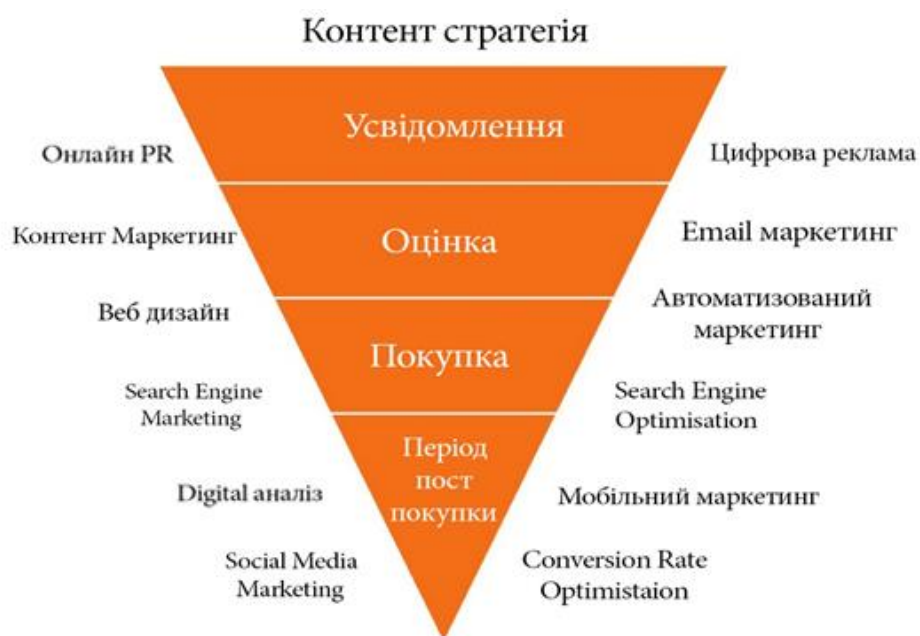 Контент стратегія
Усвідомлення
Онлайн PR
Цифрова реклама
Контент Маркетинг
Оцінка
Email маркетинг
Веб дизайн
Автоматизований
маркетинг
Покупка
Search Engine
Marketing
Search Engine
Optimisation
Період
пост
покупки
Digital аналіз
Мобільний маркетинг
Social Media
Marketing
Conversion Rate
Optimistaion